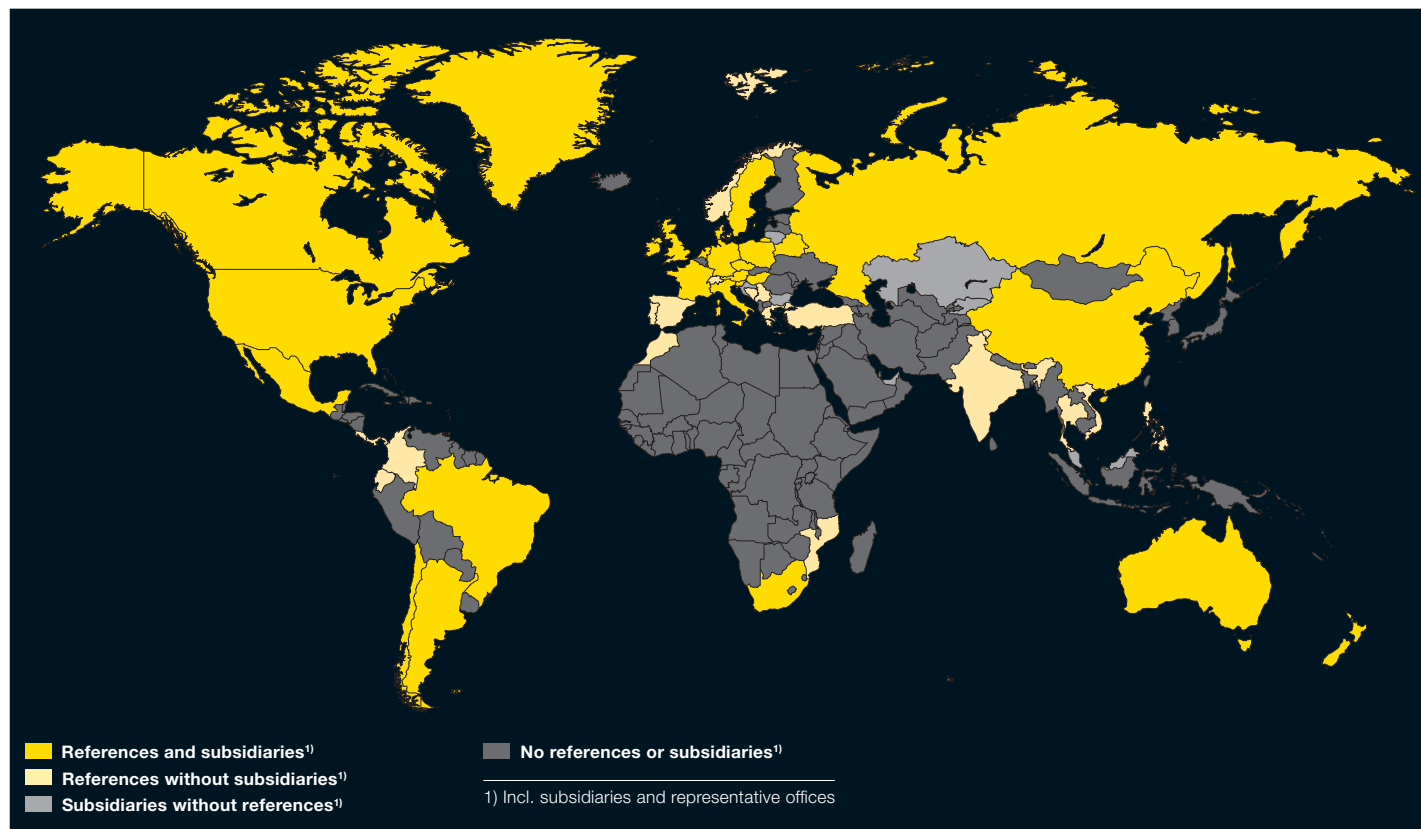 References and subsidiaries¹⁾
References without subsidiaries¹⁾
Subsidiaries without references¹⁾
No references or subsidiaries¹⁾
1) Incl. subsidiaries and representative offices